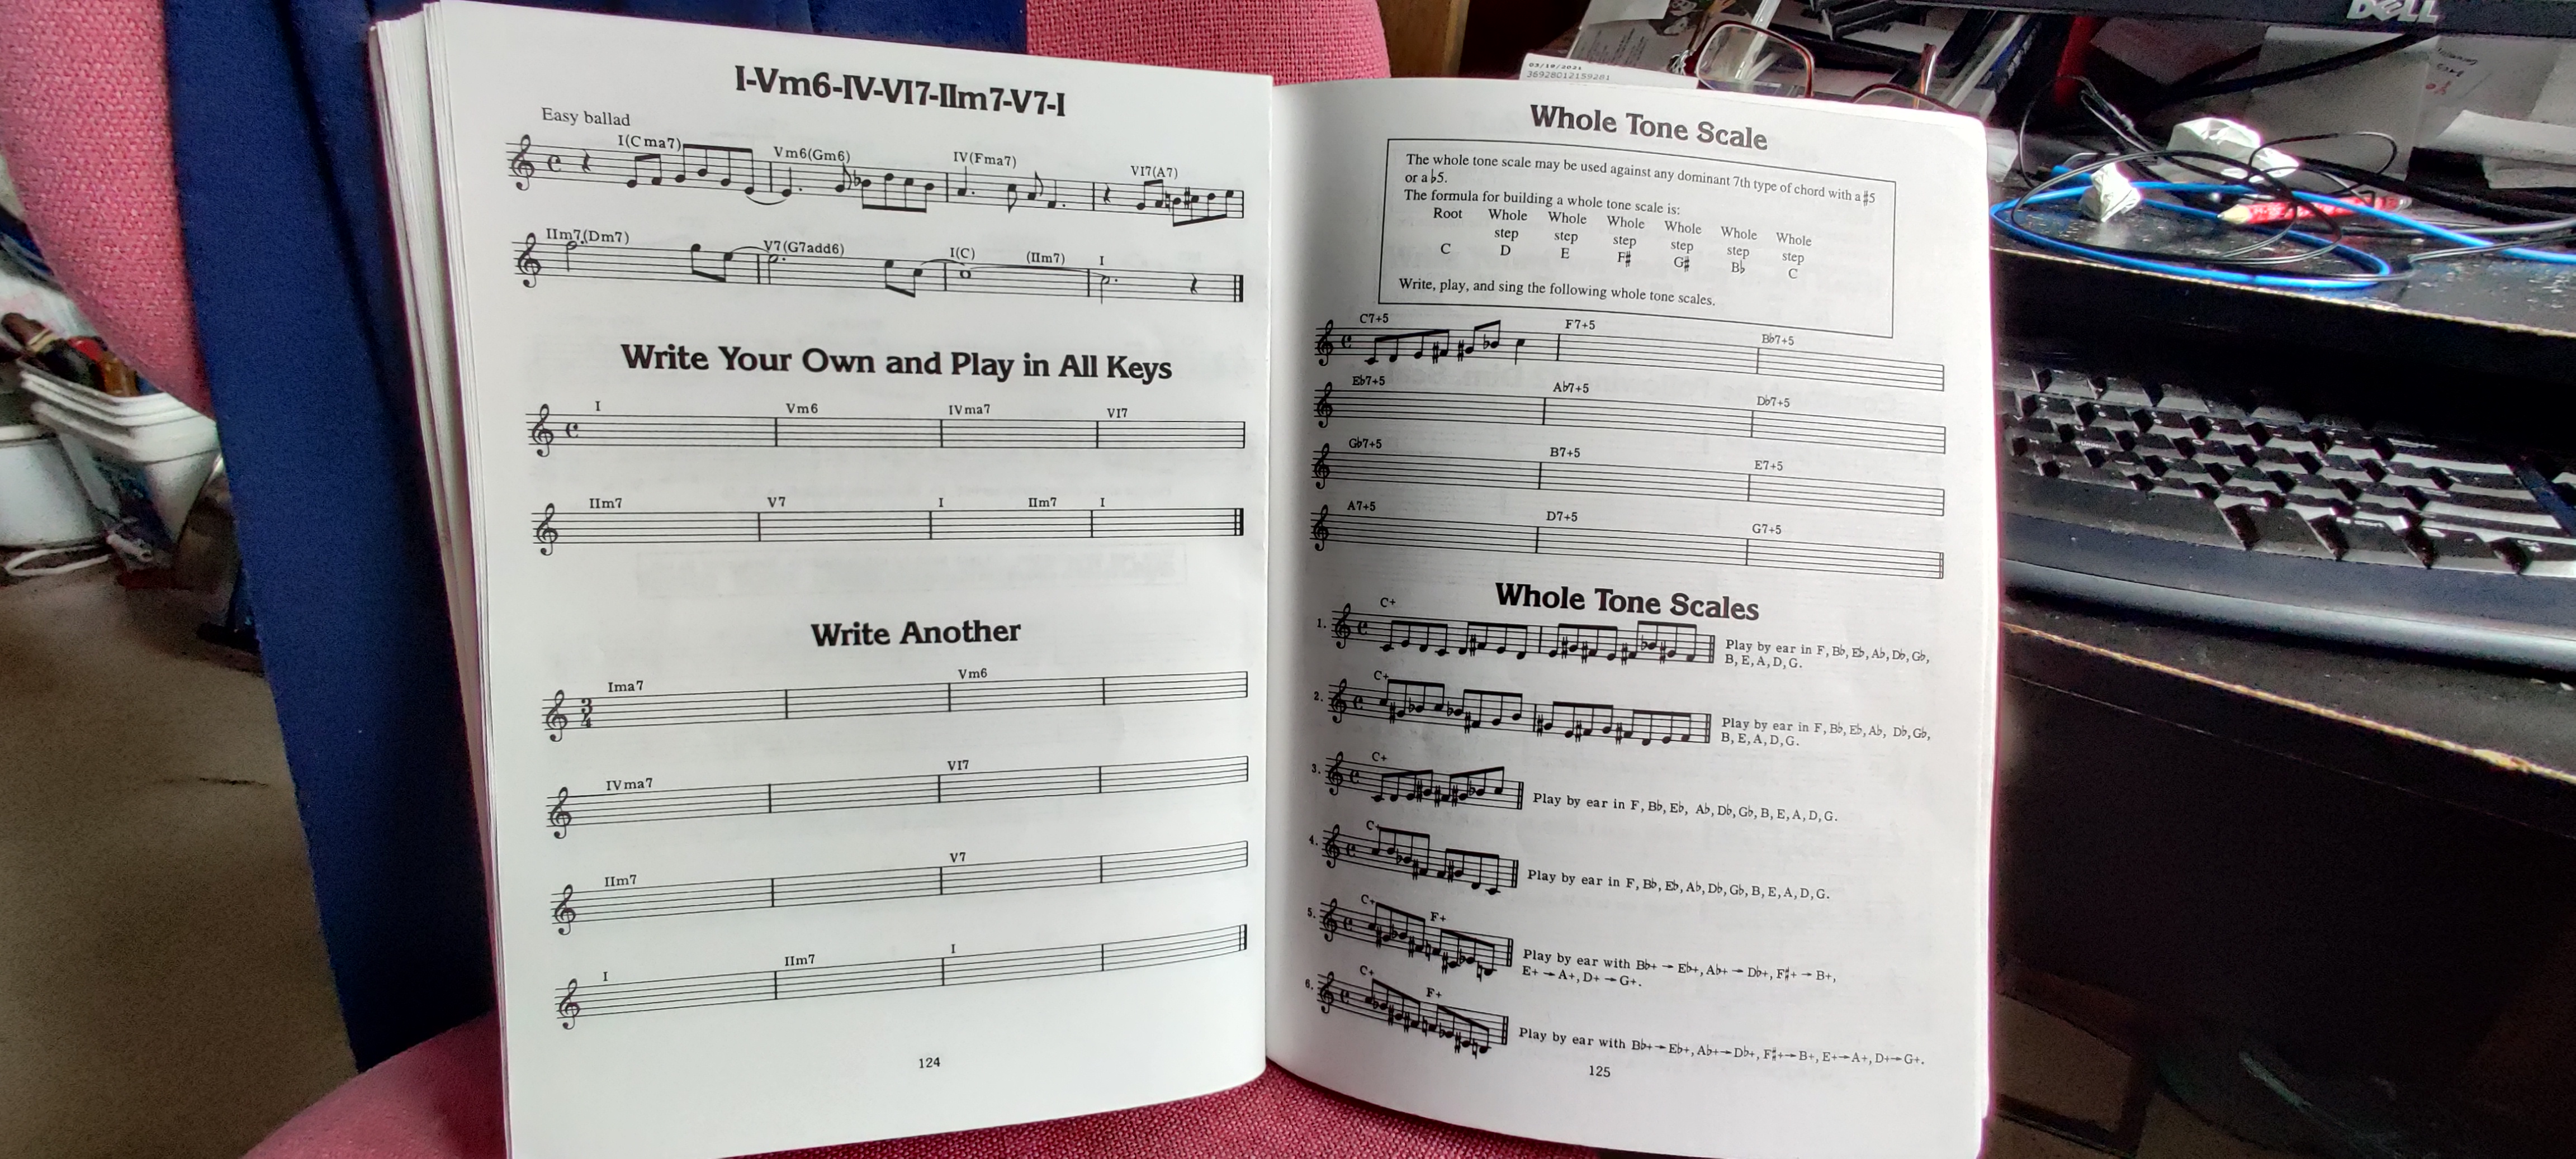 I-Vm6-IV-VI7-IIm7-V7-I
Easy ballad
I(Cma7) Vm6(Gm6) IV(Fma7) VI7(A7)
IIm7(Dm7) V7(G7add6) I(C) (IIm7) I
Write Your Own and Play in All Keys
I Vm6 IVma7 VI7
IIm7 V7 I IIm7 I
Write Another
Ima7 Vm6
3
4
IVma7 VI7
IIm7 V7
I IIm7 I
124
Whole Tone Scale
The whole tone scale may be used against any dominant 7th type of chord with a ♯5
or a ♭5.
The formula for building a whole tone scale is:
Root Whole Whole Whole Whole Whole Whole
step step step step step step
C D E F♯ G♯ B♭ C
Write, play, and sing the following whole tone scales.
C7+5 F7+5 B♭7+5
E♭7+5 A♭7+5 D♭7+5
G♭7+5 B7+5 E7+5
A7+5 D7+5 G7+5
Whole Tone Scales
C+
1. Play by ear in F, B♭, E♭, A♭, D♭, G♭,
B, E, A, D, G.
C+
2. Play by ear in F, B♭, E♭, A♭, D♭, G♭,
B, E, A, D, G.
C+
3. Play by ear in F, B♭, E♭, A♭, D♭, G♭, B, E, A, D, G.
C+
4. Play by ear in F, B♭, E♭, A♭, D♭, G♭, B, E, A, D, G.
C+ F+
5. Play by ear with B♭+ → E♭+, A♭+ → D♭+, F♯+ → B+,
E+ → A+, D+ → G+.
C+ F+
6. Play by ear with B♭+→E♭+, A♭+→D♭+, F♯+→B+, E+→A+, D+→G+.
125
03/10/2021
36928012159281
DELL